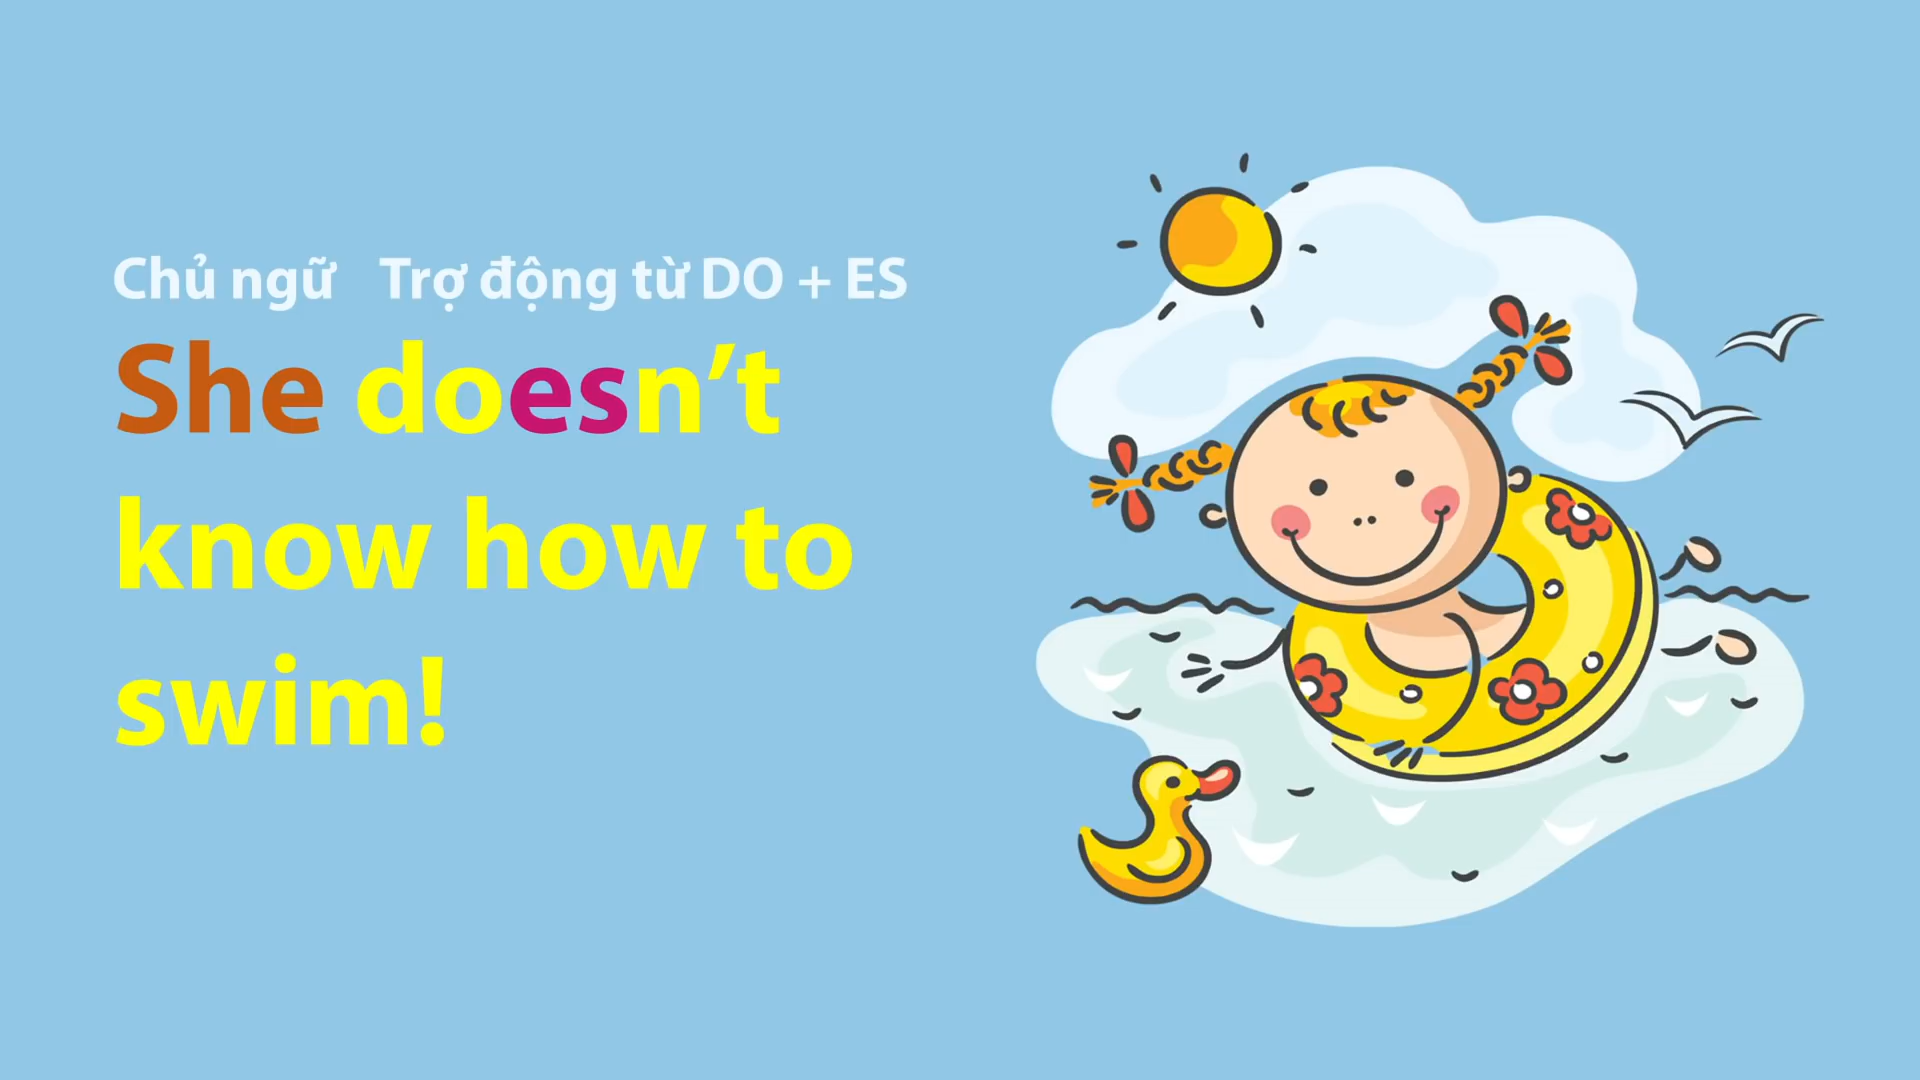 Chủ ngữ Trợ động từ DO + ES
She doesn’t
know how to
swim!